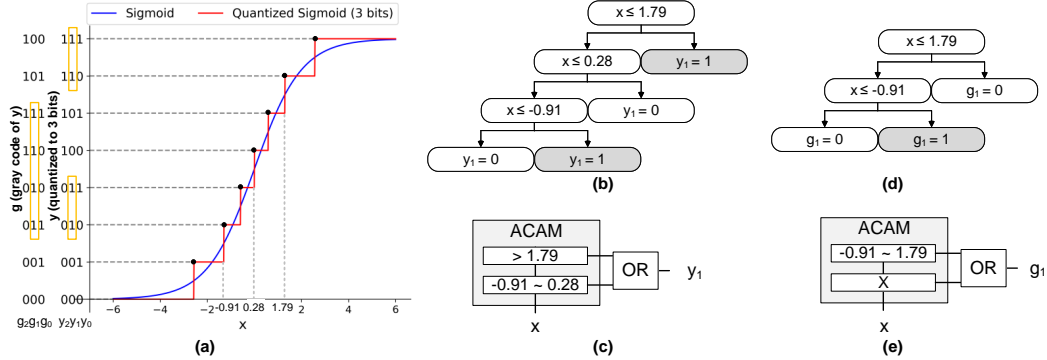 Sigmoid
Quantized Sigmoid (3 bits)
g (gray code of y)
y (quantized to 3 bits)
100 111
101 110
111 101
110 100
010 011
011 010
001 001
000 000
−6 −4 −2 -0.91 0.28 1.79 2 4 6
g₂g₁g₀ y₂y₁y₀
x
(a)
x ≤ 1.79
x ≤ 0.28
y₁ = 1
x ≤ -0.91
y₁ = 0
y₁ = 0
y₁ = 1
(b)
ACAM
> 1.79
-0.91 ~ 0.28
OR
y₁
x
(c)
x ≤ 1.79
x ≤ -0.91
g₁ = 0
g₁ = 0
g₁ = 1
(d)
ACAM
-0.91 ~ 1.79
X
OR
g₁
x
(e)